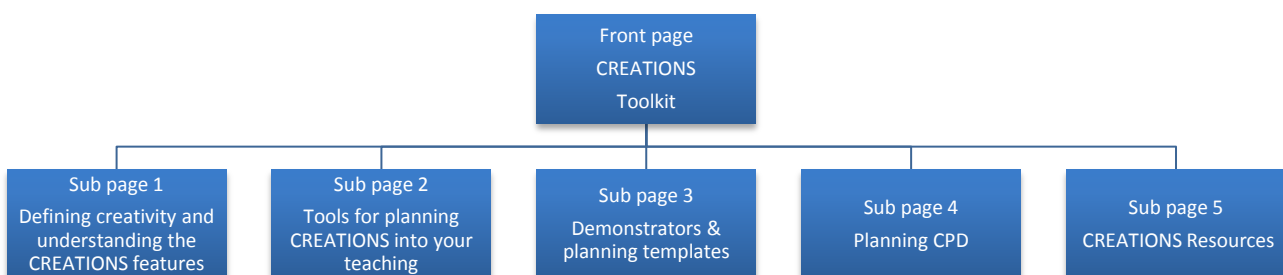 Front page
CREATIONS
Toolkit
Sub page 1
Defining creativity and
understanding the
CREATIONS features
Sub page 2
Tools for planning
CREATIONS into your
teaching
Sub page 3
Demonstrators &
planning templates
Sub page 4
Planning CPD
Sub page 5
CREATIONS Resources